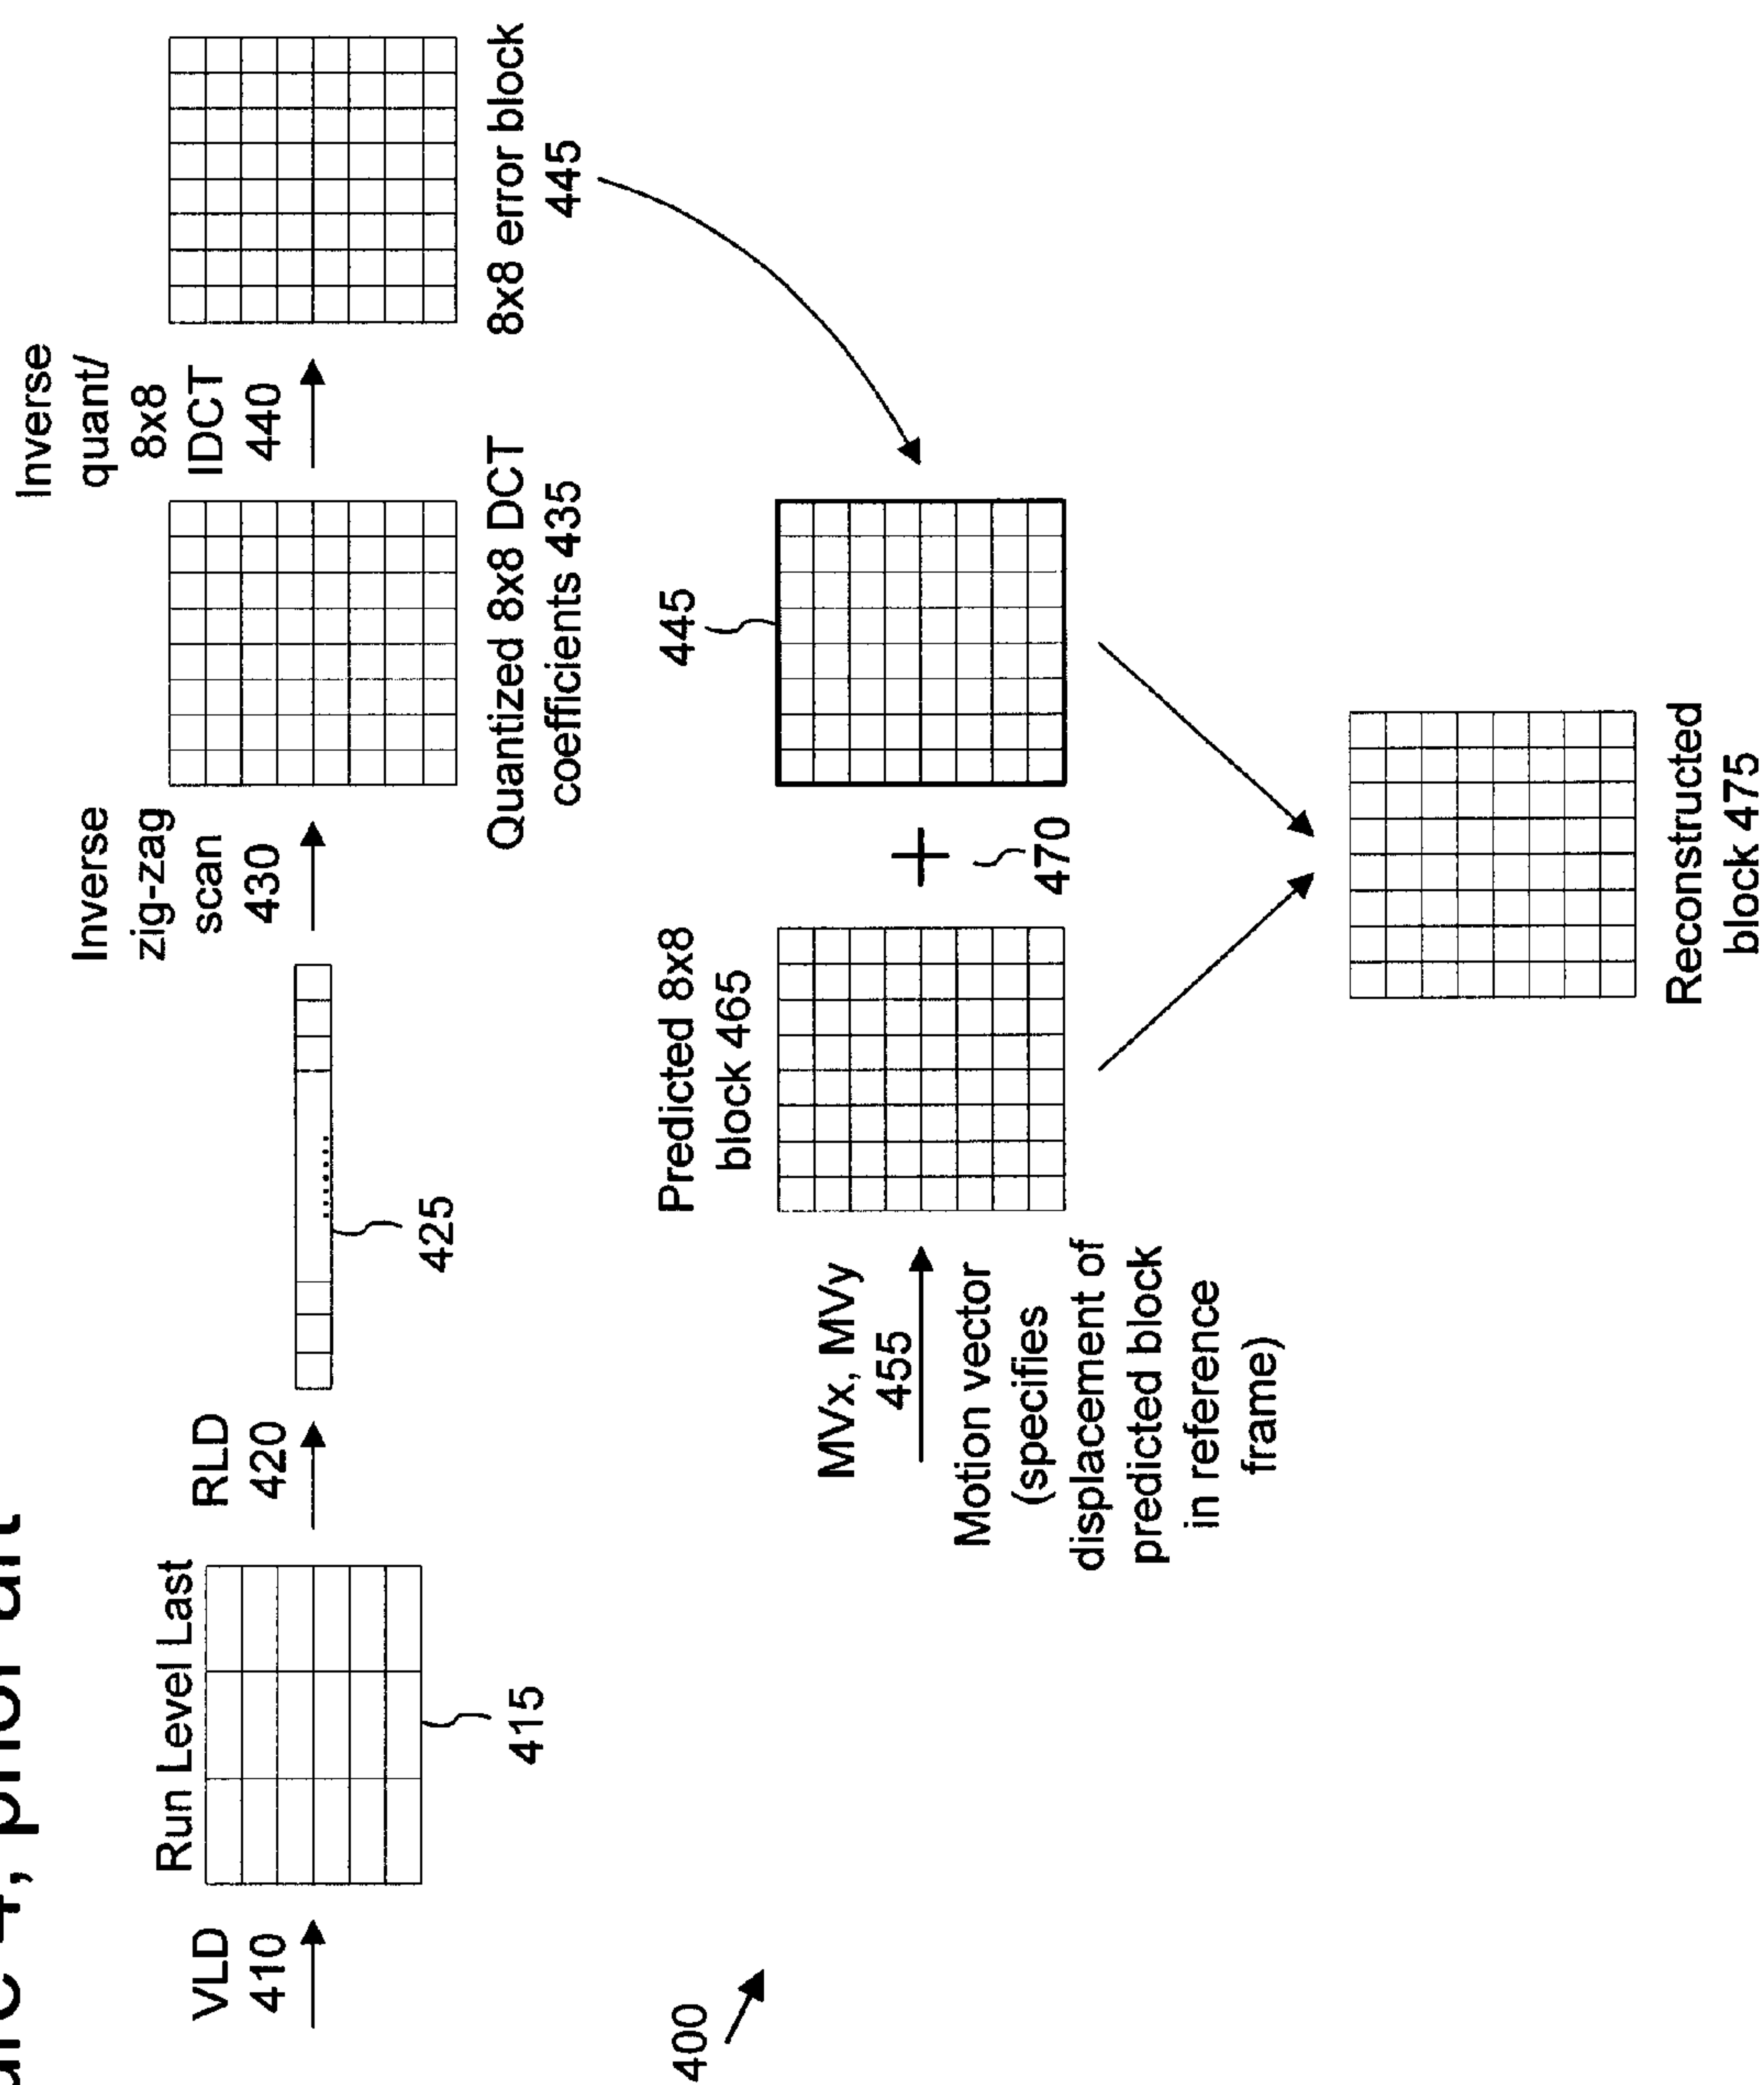 4, prior art
VLD
410
Run Level Last
415
RLD
420
425
Inverse
zig-zag
scan
430
Quantized 8x8 DCT
coefficients 435
Inverse
quant/
8x8
IDCT
440
8x8 error block
445
400
MVx, MVy
455
Motion vector
(specifies
displacement of
predicted block
in reference
frame)
Predicted 8x8
block 465
470
445
Reconstructed
block 475